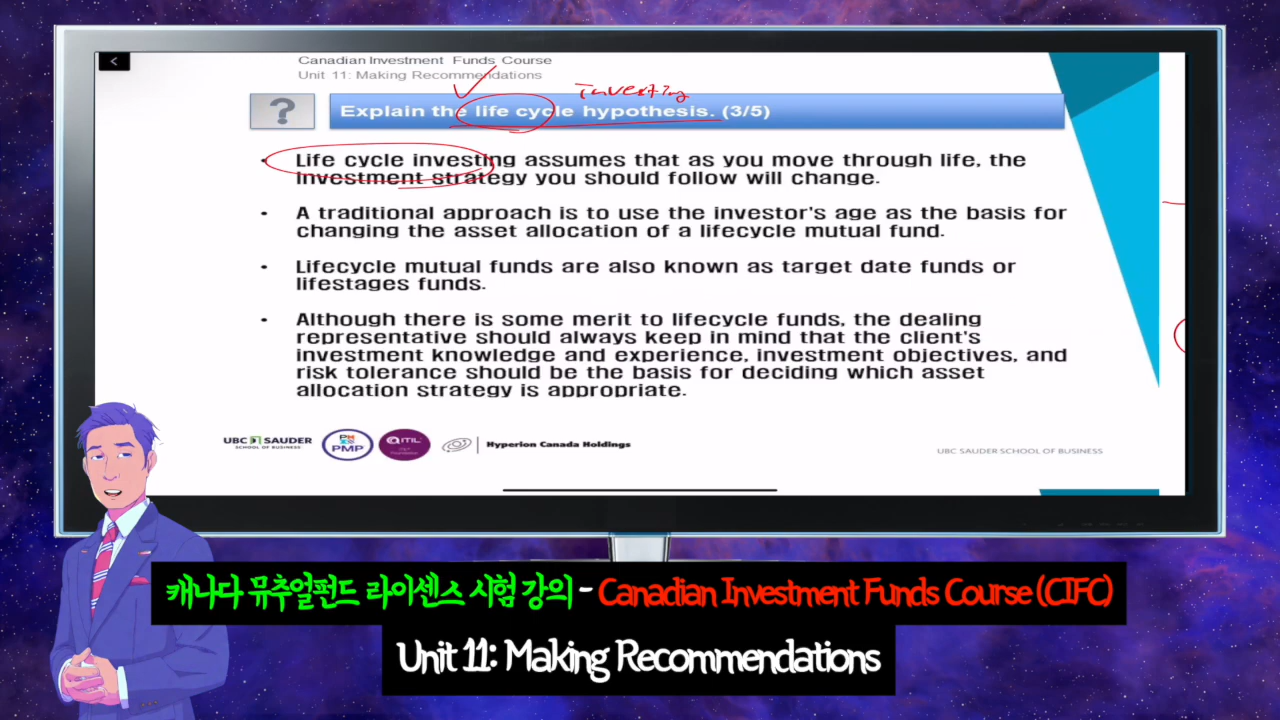 <
Canadian Investment Funds Course
Unit 11: Making Recommendations
investing
?
Explain the life cycle hypothesis. (3/5)
• Life cycle investing assumes that as you move through life, the
investment strategy you should follow will change.
• A traditional approach is to use the investor's age as the basis for
changing the asset allocation of a lifecycle mutual fund.
• Lifecycle mutual funds are also known as target date funds or
lifestages funds.
• Although there is some merit to lifecycle funds, the dealing
representative should always keep in mind that the client's
investment knowledge and experience, investment objectives, and
risk tolerance should be the basis for deciding which asset
allocation strategy is appropriate.
UBC SAUDER
SCHOOL OF BUSINESS
PMP
ITIL
Hyperion Canada Holdings
UBC SAUDER SCHOOL OF BUSINESS
캐나다 뮤추얼펀드 라이센스 시험 강의 - Canadian Investment Funds Course (CIFC)
Unit 11: Making Recommendations